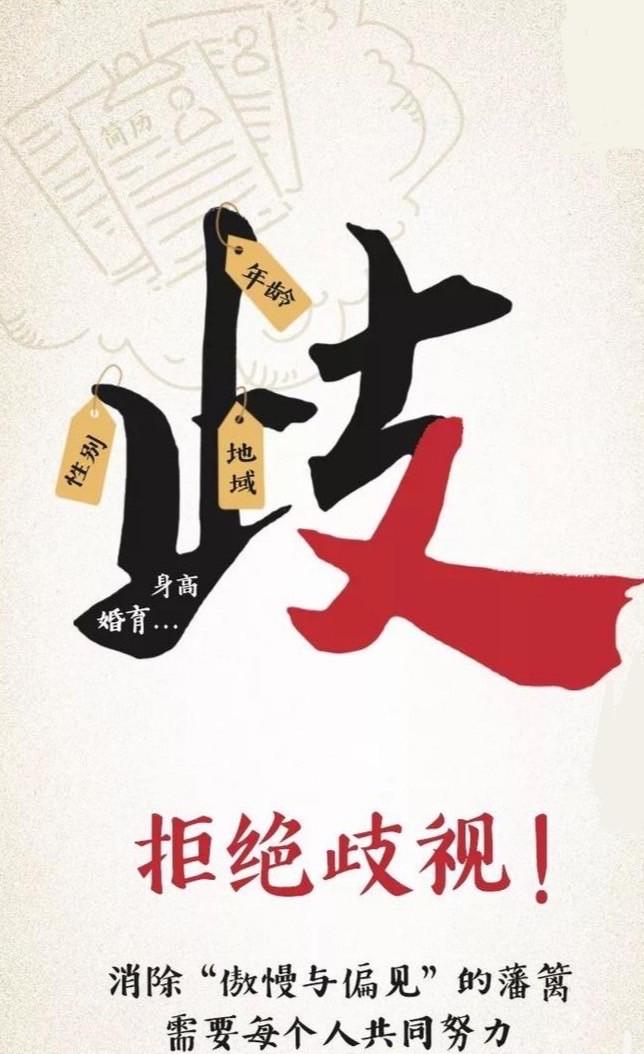 简历
歧
年龄
性别
地域
身高
婚育...
拒绝歧视！
消除“傲慢与偏见”的藩篱
需要每个人共同努力